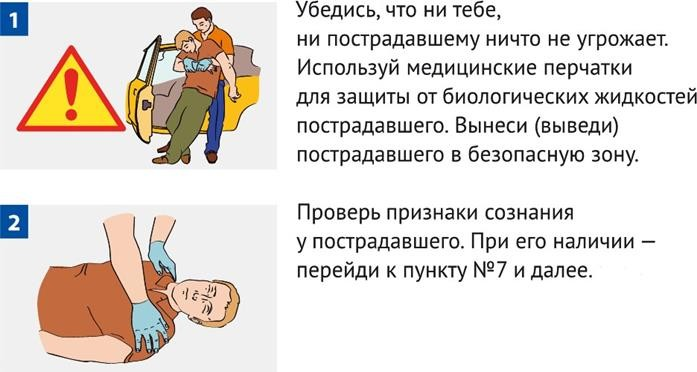 1
Убедись, что ни тебе,
ни пострадавшему ничто не угрожает.
Используй медицинские перчатки
для защиты от биологических жидкостей
пострадавшего. Вынеси (выведи)
пострадавшего в безопасную зону.
2
Проверь признаки сознания
у пострадавшего. При его наличии —
перейди к пункту №7 и далее.